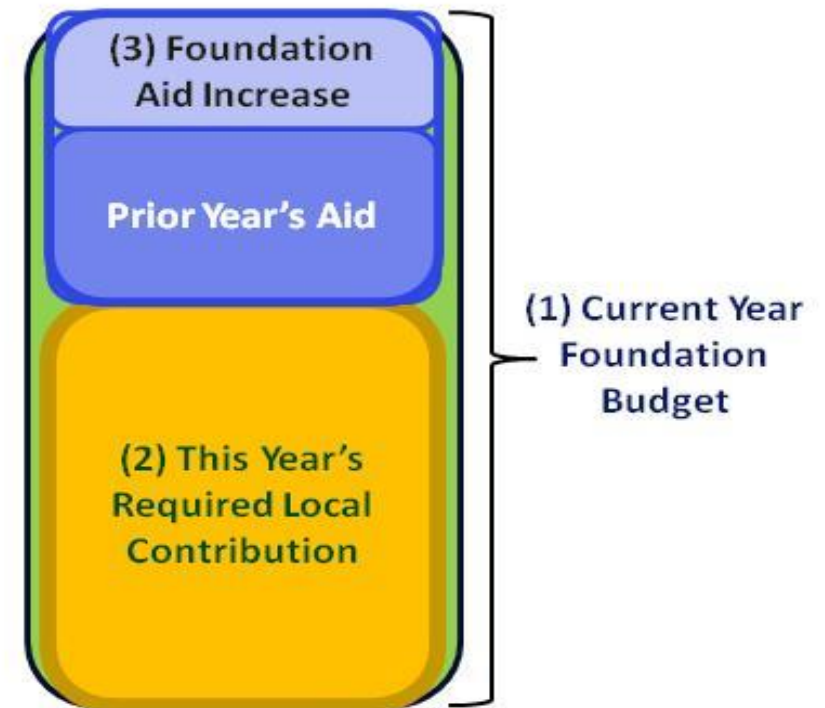 (3) Foundation
Aid Increase
Prior Year’s Aid
(1) Current Year
Foundation
Budget
(2) This Year’s
Required Local
Contribution